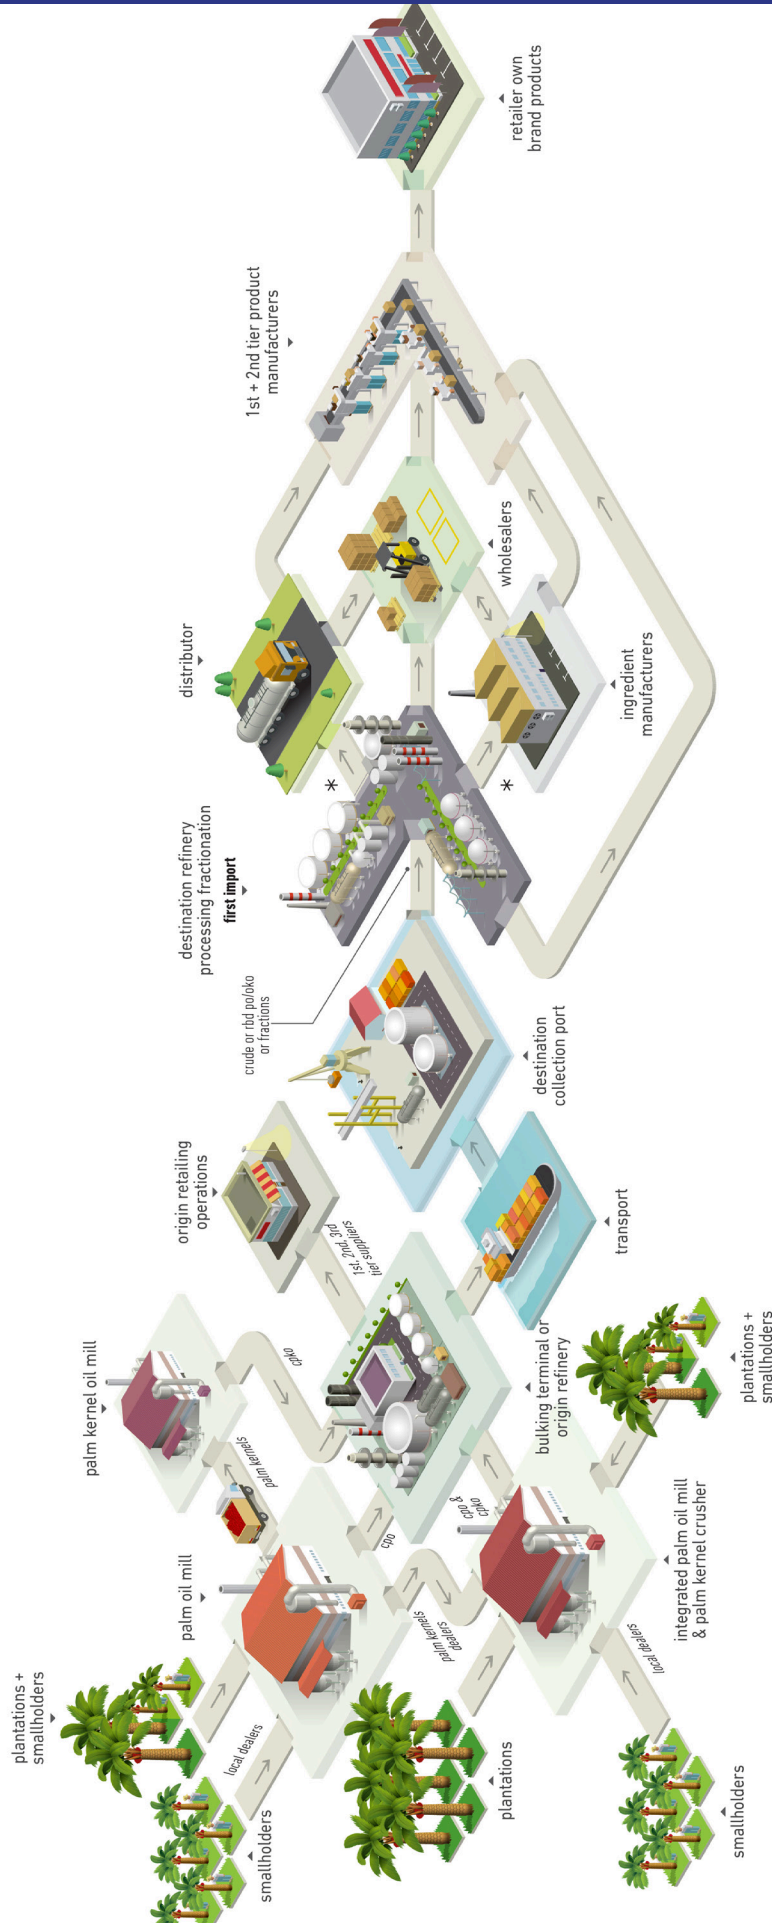 plantations +
smallholders
smallholders
local dealers
palm oil mill
palm kernels
palm kernel oil mill
cpko
plantations
palm kernels
dealers
cpo
smallholders
local dealers
integrated palm oil mill
& palm kernel crusher
cpo &
cpko
plantations +
smallholders
bulking terminal or
origin refinery
1st, 2nd, 3rd
tier suppliers
origin retailing
operations
transport
destination
collection port
crude or rbd po/oko
or fractions
destination refinery
processing fractionation
first import
*
*
distributor
ingredient
manufacturers
wholesalers
1st + 2nd tier product
manufacturers
retailer own
brand products